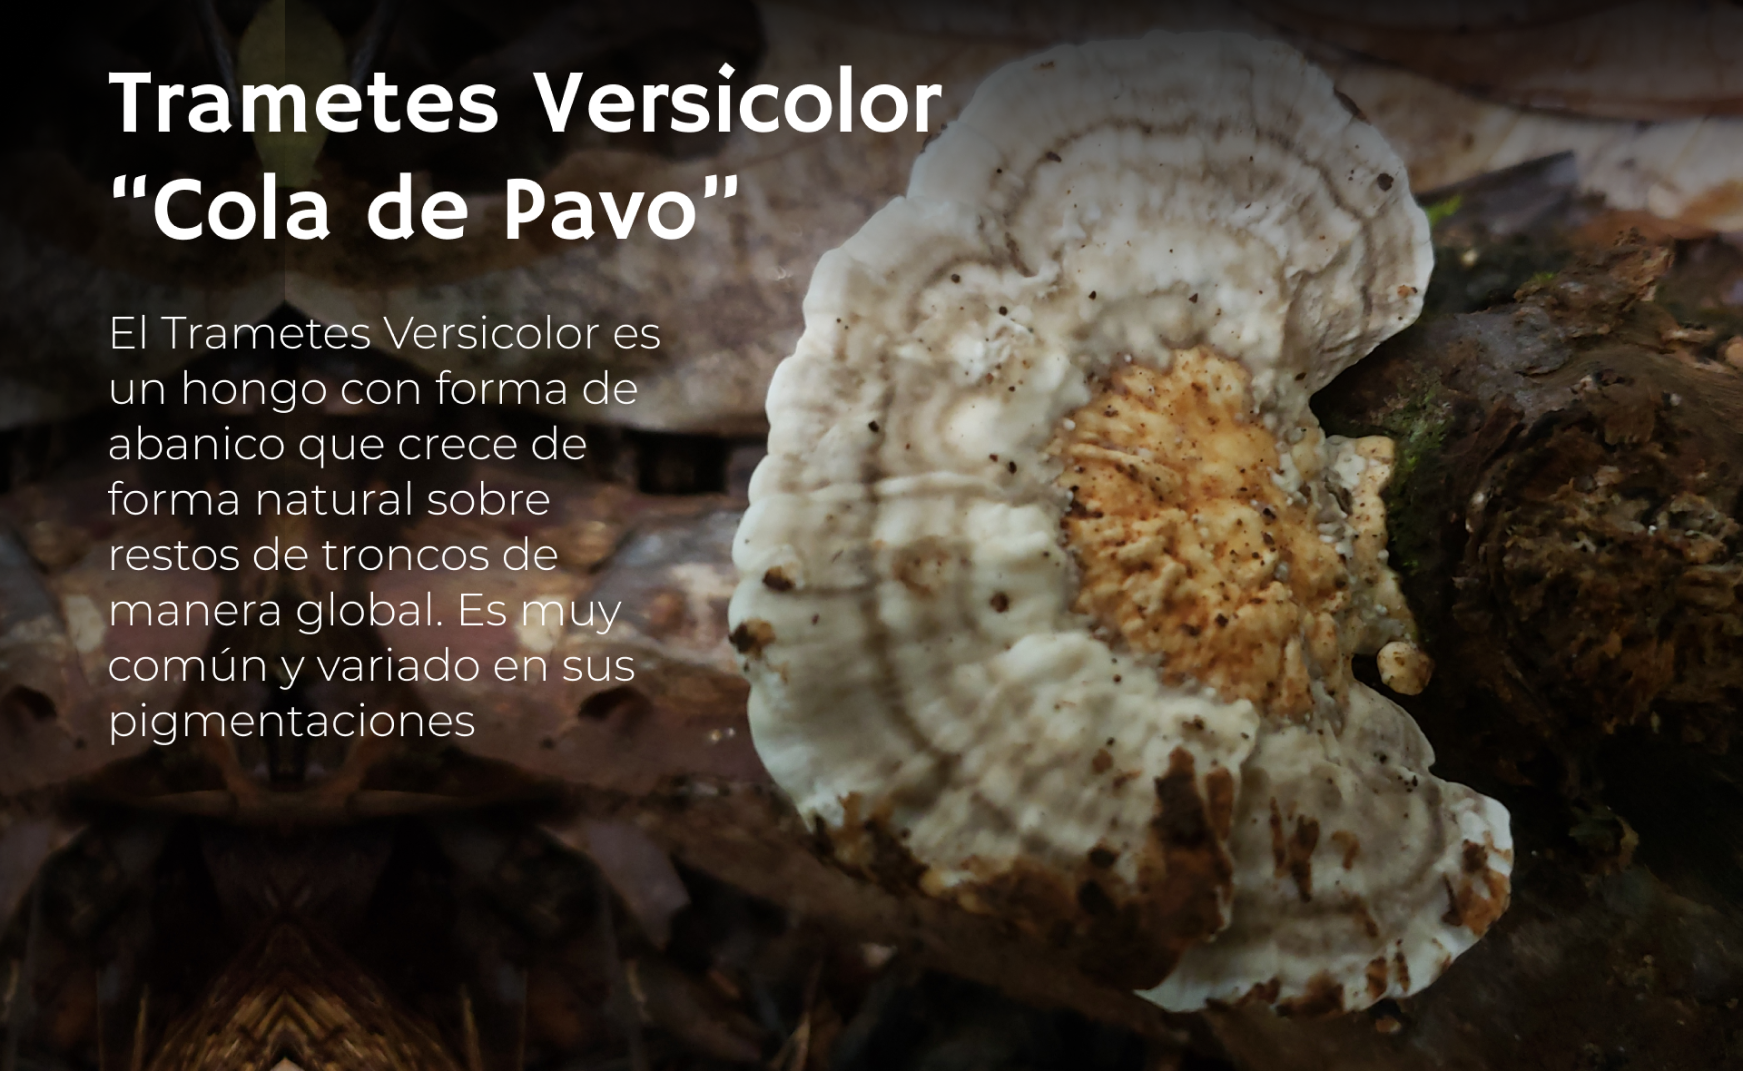 Trametes Versicolor
“Cola de Pavo”
El Trametes Versicolor es
un hongo con forma de
abanico que crece de
forma natural sobre
restos de troncos de
manera global. Es muy
común y variado en sus
pigmentaciones